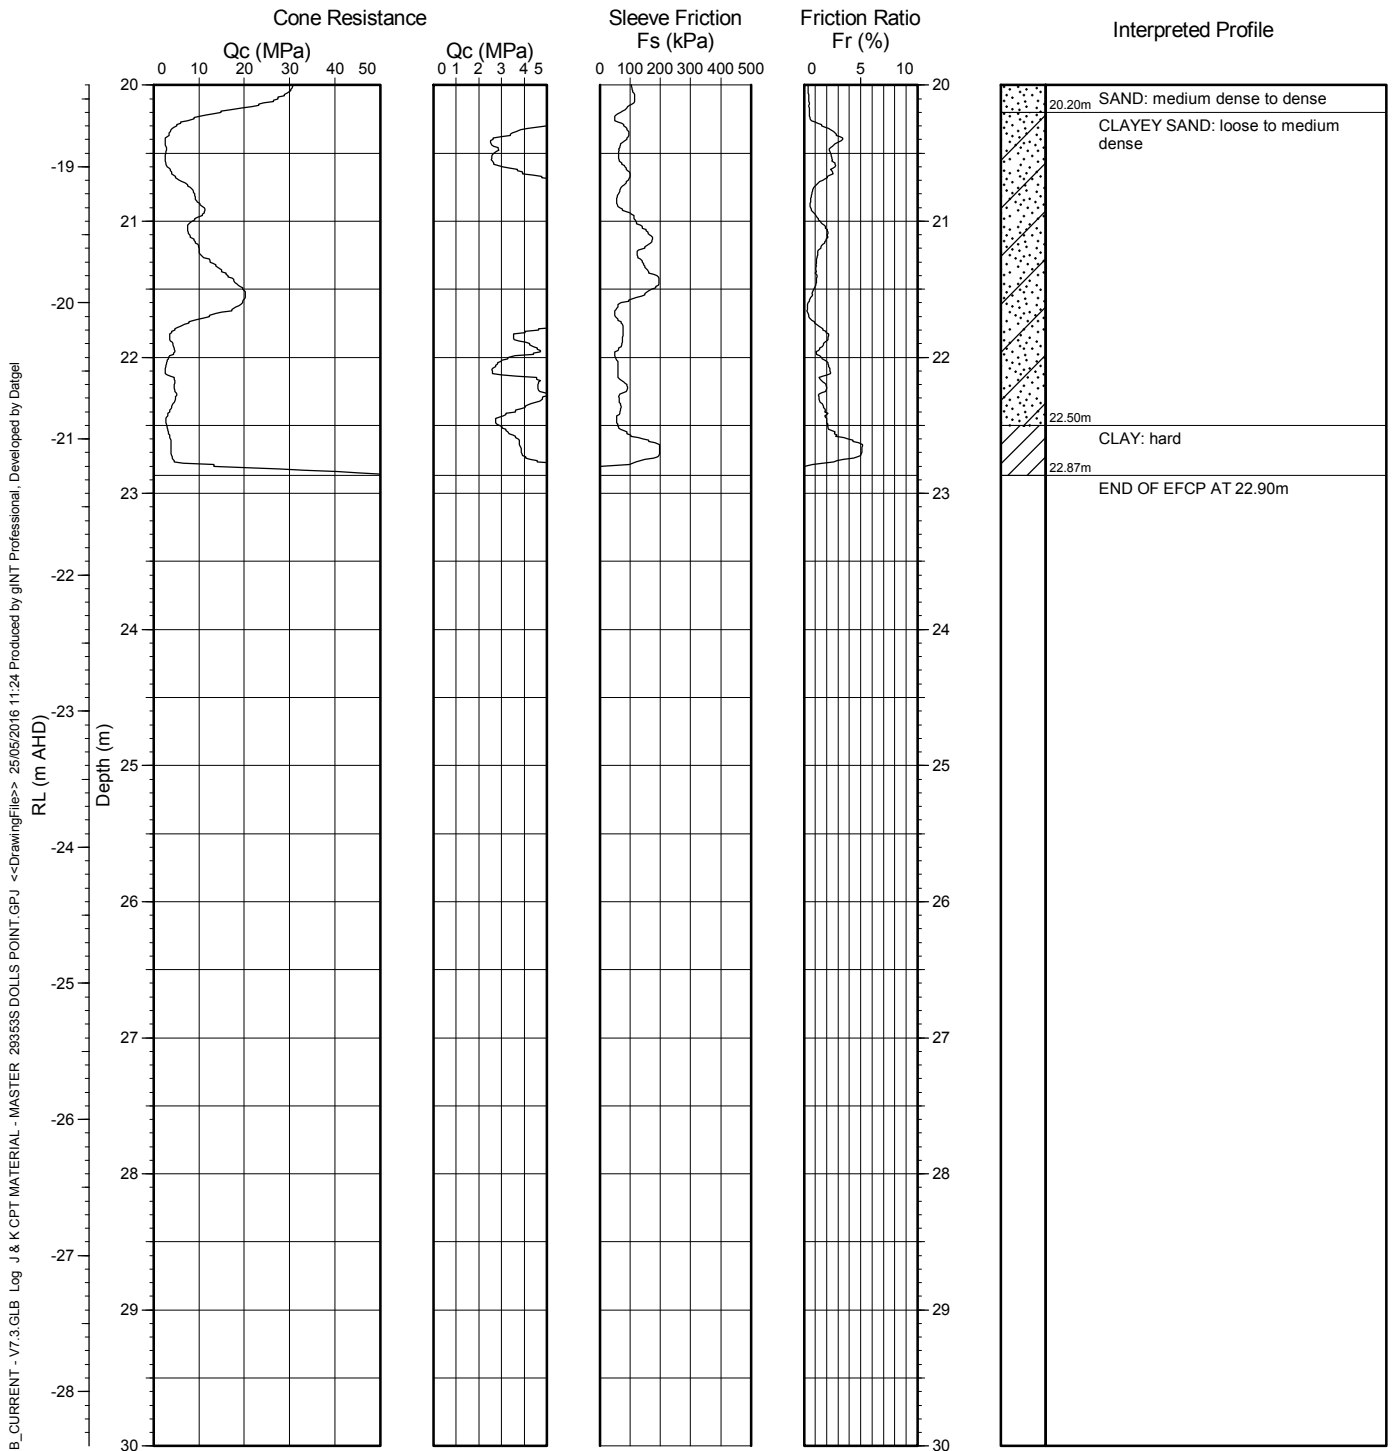 Cone Resistance
Sleeve Friction
Friction Ratio
Interpreted Profile
Qc (MPa)
Qc (MPa)
Fs (kPa)
Fr (%)
0 10 20 30 40 50
0 1 2 3 4 5
0 100 200 300 400 500
0 5 10
20
20
20.20m SAND: medium dense to dense
CLAYEY SAND: loose to medium
dense
-19
21
21
-20
22
22
22.50m
-21
CLAY: hard
22.87m
23
23
END OF EFCP AT 22.90m
-22
24
24
-23
RL (m AHD)
Depth (m)
25
25
-24
26
26
-25
27
27
-26
28
28
-27
29
29
-28
30
30
B_CURRENT - V7.3.GLB Log J & K CPT MATERIAL - MASTER 29353S DOLLS POINT.GPJ <<DrawingFile>> 25/05/2016 11:24 Produced by gINT Professional, Developed by Datgel